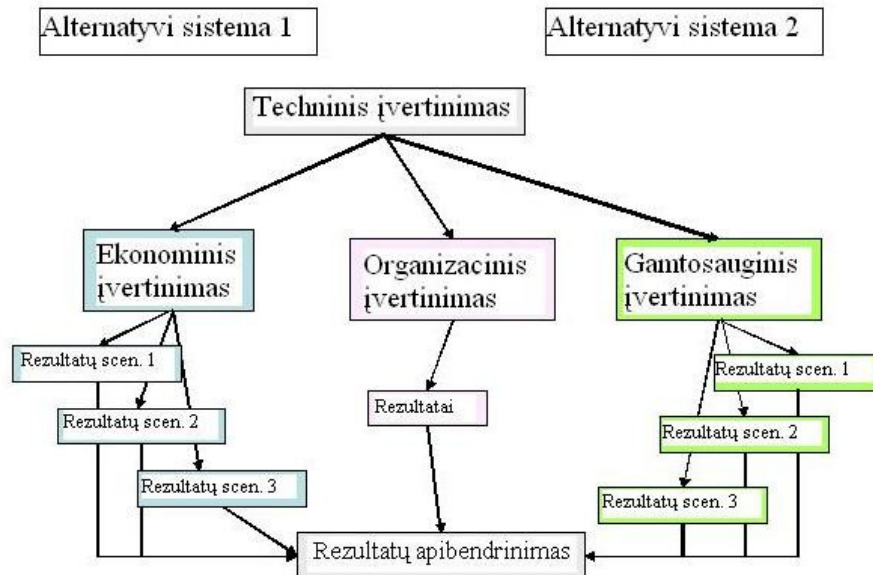 Alternatyvi sistema 1
Alternatyvi sistema 2
Techninis įvertinimas
Ekonominis
įvertinimas
Organizacinis
įvertinimas
Gamtosauginis
įvertinimas
Rezultatų scen. 1
Rezultatų scen. 2
Rezultatų scen. 3
Rezultatai
Rezultatų scen. 1
Rezultatų scen. 2
Rezultatų scen. 3
Rezultatų apibendrinimas